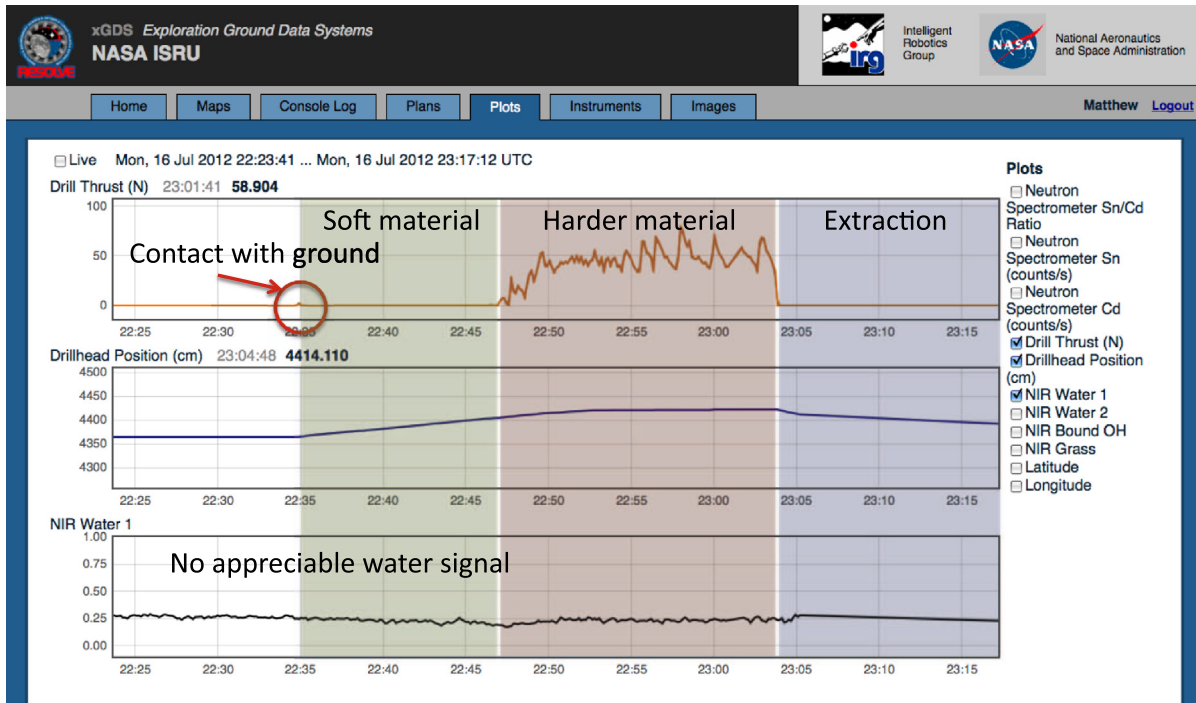 xGDS Exploration Ground Data Systems
NASA ISRU
RESOLVE
irg
Intelligent
Robotics
Group
NASA
National Aeronautics
and Space Administration
Home
Maps
Console Log
Plans
Plots
Instruments
Images
Matthew Logout
Live Mon, 16 Jul 2012 22:23:41 ... Mon, 16 Jul 2012 23:17:12 UTC
Drill Thrust (N) 23:01:41 58.904
100
50
0
Contact with ground
Soft material
Harder material
Extraction
22:25 22:30 22:35 22:40 22:45 22:50 22:55 23:00 23:05 23:10 23:15
Drillhead Position (cm) 23:04:48 4414.110
4500
4450
4400
4350
4300
22:25 22:30 22:35 22:40 22:45 22:50 22:55 23:00 23:05 23:10 23:15
NIR Water 1
1.00
0.75
0.50
0.25
0.00
No appreciable water signal
22:25 22:30 22:35 22:40 22:45 22:50 22:55 23:00 23:05 23:10 23:15
Plots
Neutron
Spectrometer Sn/Cd
Ratio
Neutron
Spectrometer Sn
(counts/s)
Neutron
Spectrometer Cd
(counts/s)
Drill Thrust (N)
Drillhead Position
(cm)
NIR Water 1
NIR Water 2
NIR Bound OH
NIR Grass
Latitude
Longitude